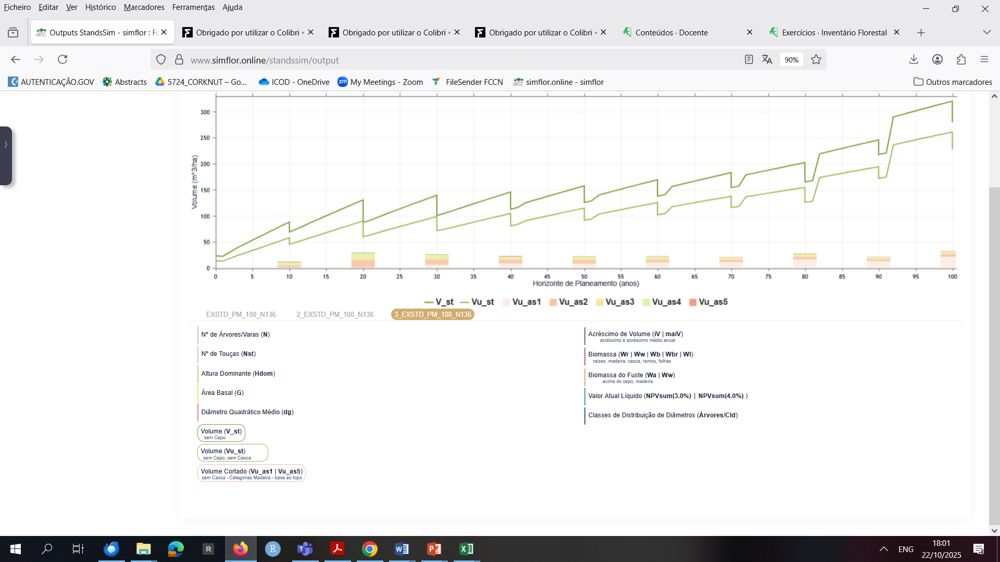 Ficheiro Editar Ver Histórico Marcadores Ferramentas Ajuda
Outputs StandsSim - simflor : Fo
Obrigado por utilizar o Colibri •
Obrigado por utilizar o Colibri •
Obrigado por utilizar o Colibri •
Conteúdos · Docente
Exercícios · Inventário Florestal
www.simflor.online/standssim/output
90%
AUTENTICAÇÃO.GOV
Abstracts
5724_CORKNUT – Go...
ICOD - OneDrive
zm
My Meetings - Zoom
FileSender FCCN
simflor.online - simflor
Outros marcadores
Volume (m^3/ha)
300
250
200
150
100
50
0
0 5 10 15 20 25 30 35 40 45 50 55 60 65 70 75 80 85 90 95 100
Horizonte de Planeamento (anos)
V_st Vu_st Vu_as1 Vu_as2 Vu_as3 Vu_as4 Vu_as5
EXSTD_PM_100_N136 2_EXSTD_PM_100_N136 3_EXSTD_PM_100_N136
Nº de Árvores/Varas (N)
Nº de Touças (Nst)
Altura Dominante (Hdom)
Área Basal (G)
Diâmetro Quadrático Médio (dg)
Volume (V_st)
sem Cepo
Volume (Vu_st)
sem Cepo, sem Casca
Volume Cortado (Vu_as1 | Vu_as5)
sem Casca - Categorias Madeira - base ao topo
Acréscimo de Volume (iV | maiV)
acréscimo e acréscimo médio anual
Biomassa (Wr | Ww | Wb | Wbr | Wl)
raizes, madeira, casca, ramos, folhas
Biomassa do Fuste (Wa | Ww)
acima do cepo, madeira
Valor Atual Líquido (NPVsum(3.0%) | NPVsum(4.0%) )
Classes de Distribuição de Diâmetros (Árvores/Cld)
ENG
18:01
22/10/2025